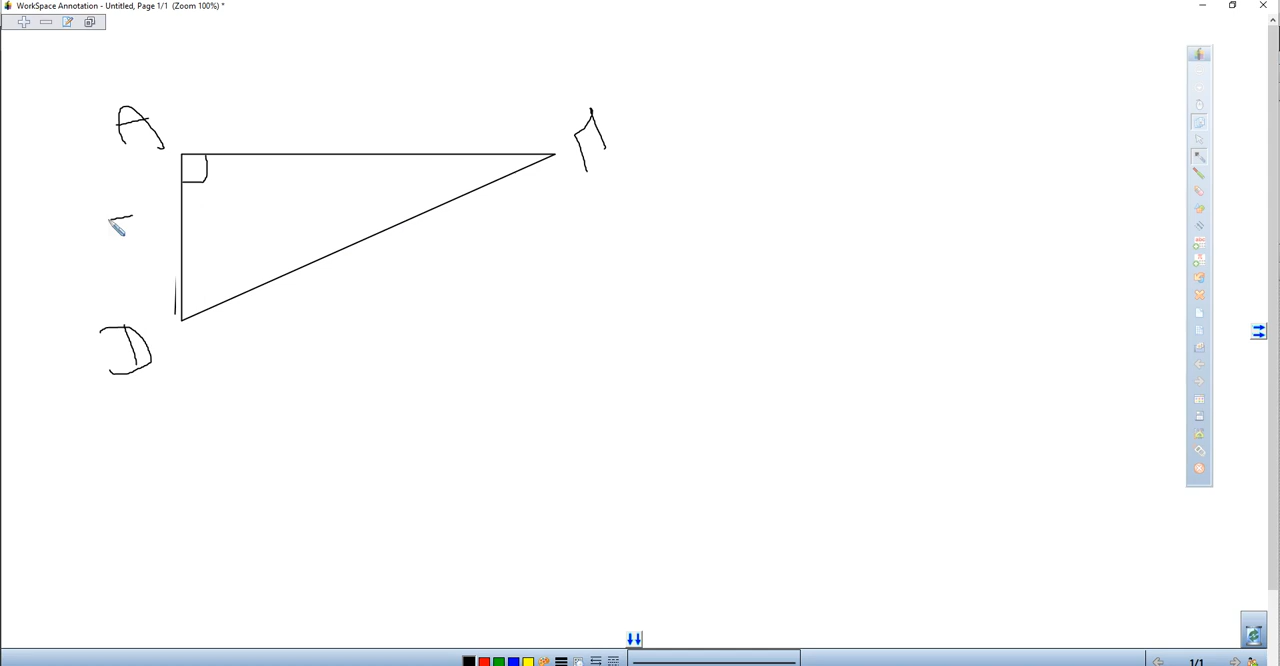 WorkSpace Annotation - Untitled, Page 1/1 (Zoom 100%) *
A
D
1/1